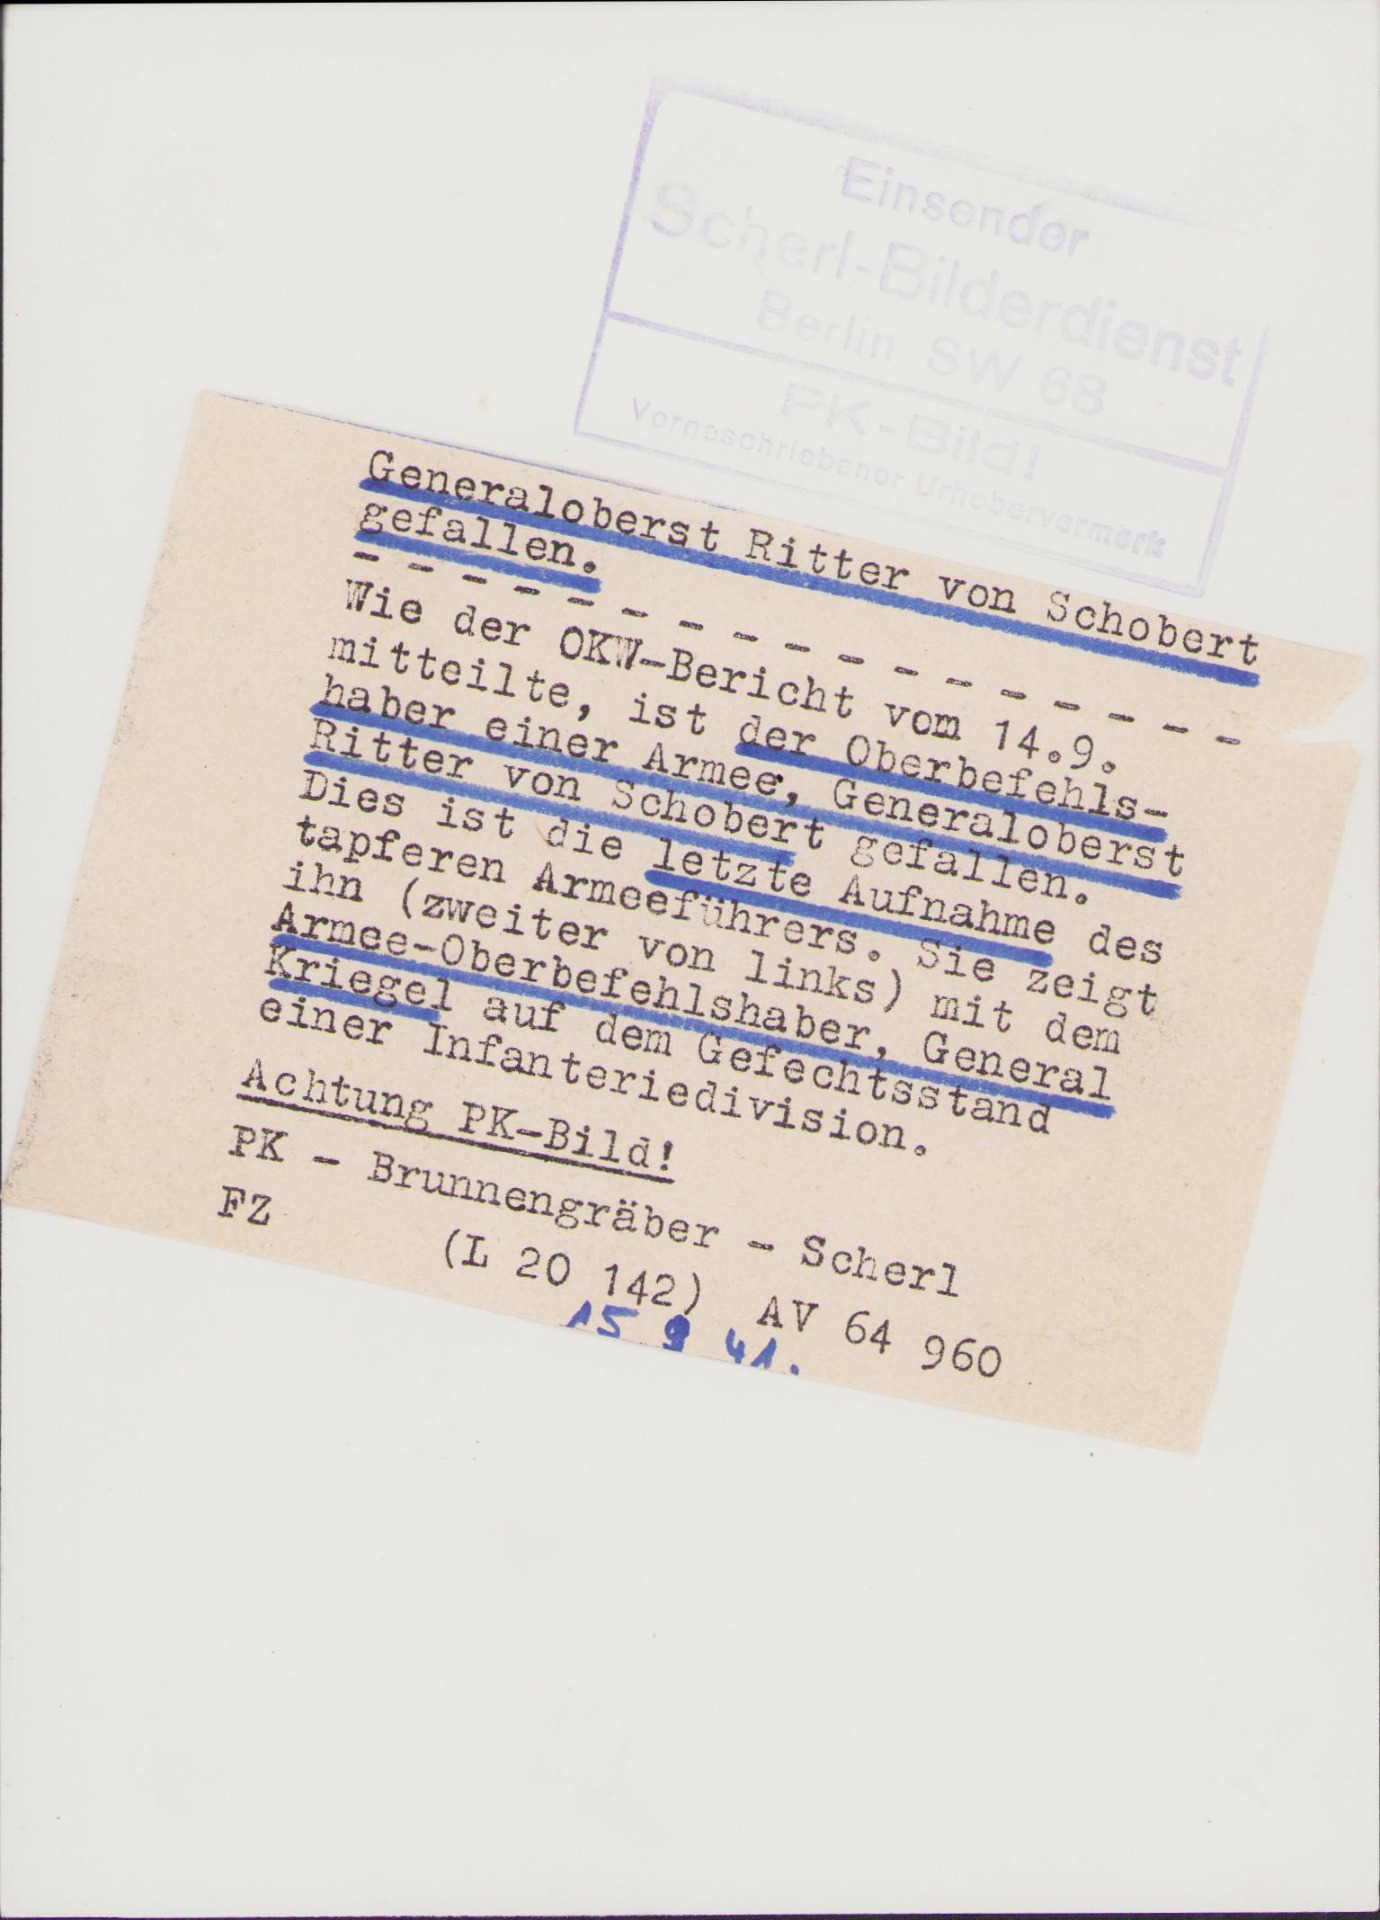 Einsender
Scherl-Bilderdienst
Berlin SW 68
PK-Bild!
Vorgeschriebener Urhebervermerk
Generaloberst Ritter von Schobert
gefallen.
- - - - - - - - - - - - - - - - -
Wie der OKW-Bericht vom 14.9.
mitteilte, ist der Oberbefehls-
haber einer Armee, Generaloberst
Ritter von Schobert gefallen.
Dies ist die letzte Aufnahme des
tapferen Armeeführers. Sie zeigt
ihn (zweiter von links) mit dem
Armee-Oberbefehlshaber, General
Kriegel auf dem Gefechtsstand
einer Infanteriedivision.
Achtung PK-Bild!
PK - Brunnengräber - Scherl
FZ (L 20 142) AV 64 960
15 9 41.